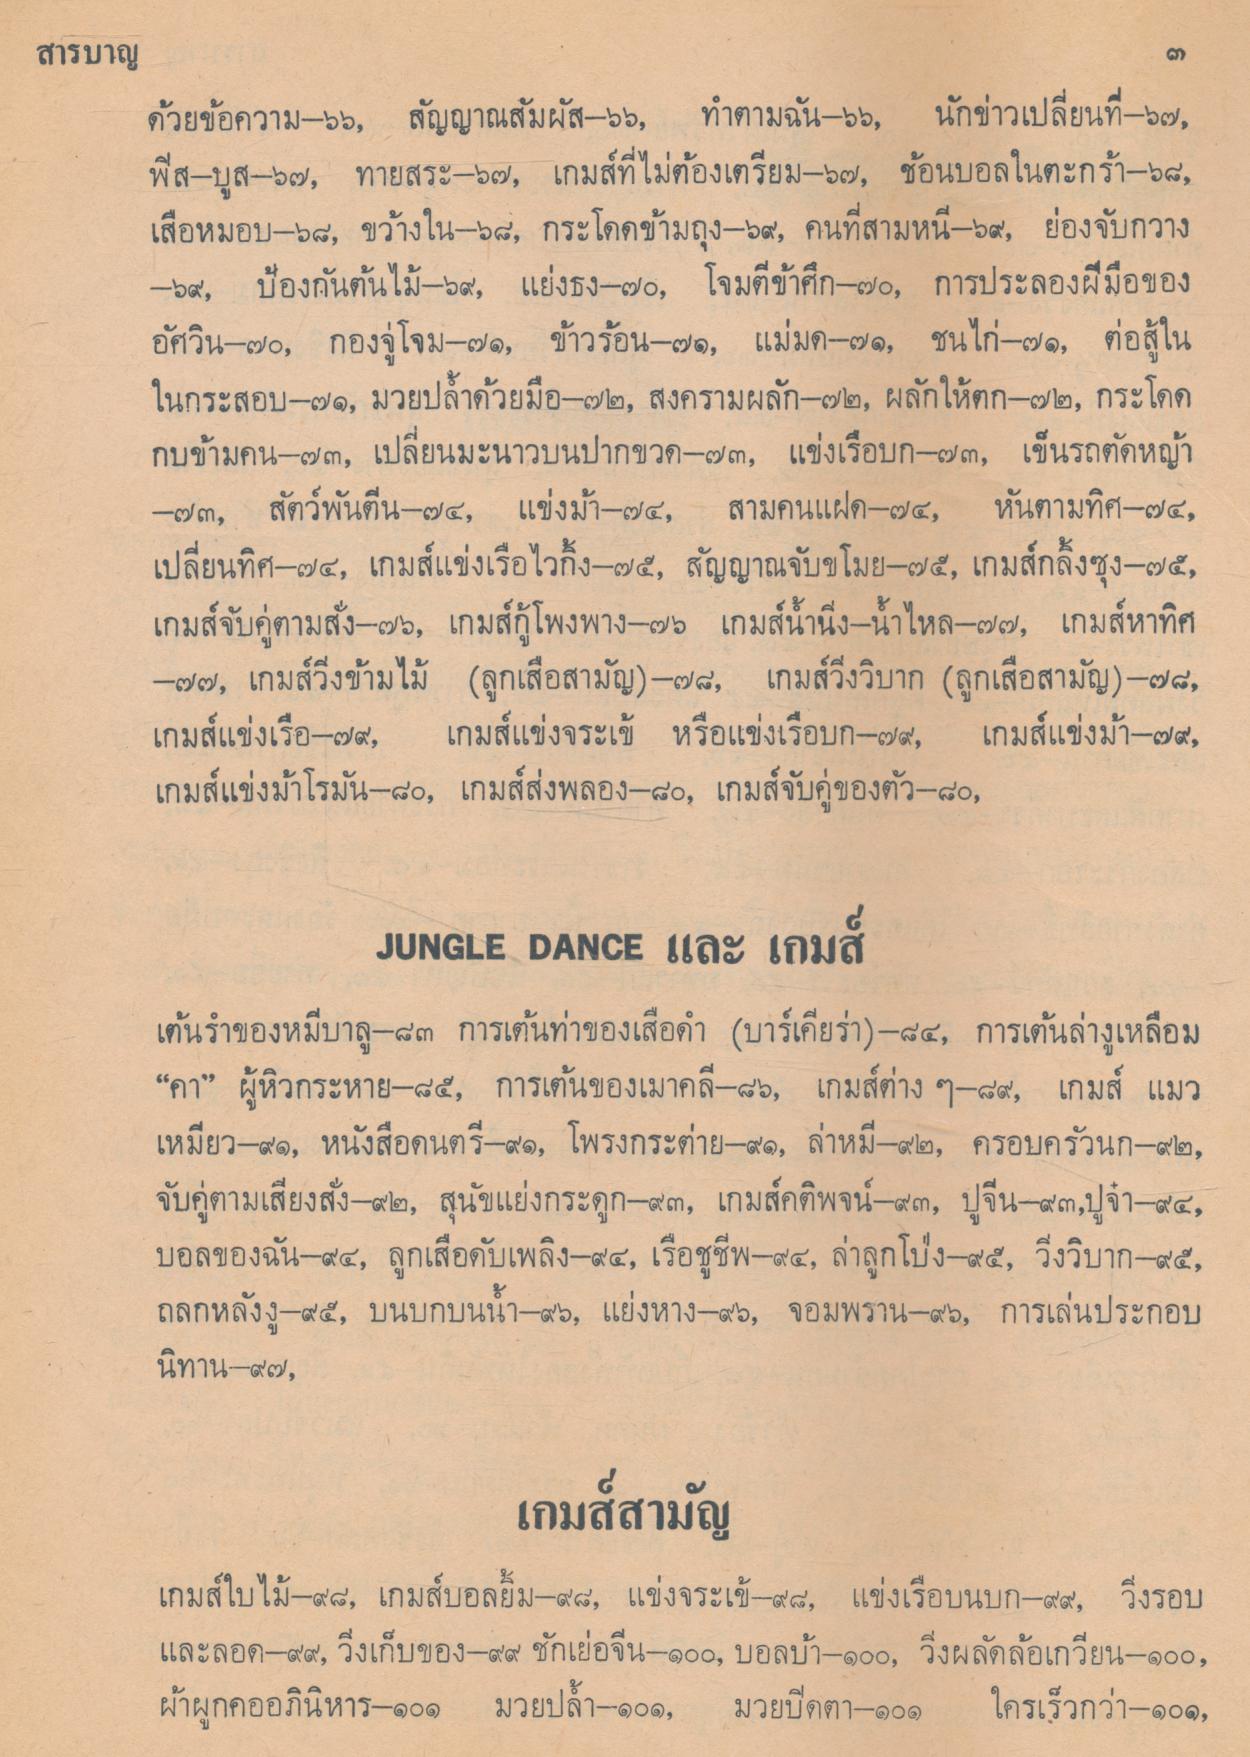 สารบาญ ๓
ด้วยข้อความ—๖๖, สัญญาณสัมผัส—๖๖, ทำตามฉัน—๖๖, นักข่าวเปลี่ยนที่—๖๗,
พีส—บูส—๖๗, ทายสระ—๖๗, เกมส์ที่ไม่ต้องเตรียม—๖๗, ช้อนบอลในตะกร้า—๖๘,
เสือหมอบ—๖๘, ขว้างใน—๖๘, กระโดดข้ามถุง—๖๙, คนที่สามหนี—๖๙, ย่องจับกวาง
—๖๙, ป้องกันต้นไม้—๖๙, แย่งธง—๗๐, โจมตีข้าศึก—๗๐, การประลองฝีมือของ
อัศวิน—๗๐, กองจู่โจม—๗๑, ข้าวร้อน—๗๑, แม่มด—๗๑, ชนไก่—๗๑, ต่อสู้ใน
ในกระสอบ—๗๑, มวยปล้ำด้วยมือ—๗๒, สงครามผลัก—๗๒, ผลักให้ตก—๗๒, กระโดด
กบข้ามคน—๗๓, เปลี่ยนมะนาวบนปากขวด—๗๓, แข่งเรือบก—๗๓, เข็นรถตัดหญ้า
—๗๓, สัตว์พันตีน—๗๔, แข่งม้า—๗๔, สามคนแฝด—๗๔, หันตามทิศ—๗๔,
เปลี่ยนทิศ—๗๔, เกมส์แข่งเรือไวกิ้ง—๗๕, สัญญาณจับขโมย—๗๕, เกมส์กลิ้งซุง—๗๕,
เกมส์จับคู่ตามสั่ง—๗๖, เกมส์กู้โพงพาง—๗๖ เกมส์น้ำนิ่ง—น้ำไหล—๗๗, เกมส์หาทิศ
—๗๗, เกมส์วิ่งข้ามไม้ (ลูกเสือสามัญ)—๗๘, เกมส์วิ่งวิบาก (ลูกเสือสามัญ)—๗๘,
เกมส์แข่งเรือ—๗๙, เกมส์แข่งจระเข้ หรือแข่งเรือบก—๗๙, เกมส์แข่งม้า—๗๙,
เกมส์แข่งม้าโรมัน—๘๐, เกมส์ส่งพลอง—๘๐, เกมส์จับคู่ของตัว—๘๐,
JUNGLE DANCE และ เกมส์
เต้นรำของหมีบาลู—๘๓ การเต้นท่าของเสือดำ (บาร์เคียร่า)—๘๔, การเต้นล่างูเหลือม
“คา” ผู้หิวกระหาย—๘๕, การเต้นของเมาคลี—๘๖, เกมส์ต่าง ๆ—๘๙, เกมส์ แมว
เหมียว—๙๑, หนังสือดนตรี—๙๑, โพรงกระต่าย—๙๑, ล่าหมี—๙๒, ครอบครัวนก—๙๒,
จับคู่ตามเสียงสั่ง—๙๒, สุนัขแย่งกระดูก—๙๓, เกมส์คติพจน์—๙๓, ปูจีน—๙๓,ปูจ๋า—๙๔,
บอลของฉัน—๙๔, ลูกเสือดับเพลิง—๙๔, เรือชูชีพ—๙๔, ล่าลูกโป่ง—๙๕, วิ่งวิบาก—๙๕,
ถลกหลังงู—๙๕, บนบกบนน้ำ—๙๖, แย่งหาง—๙๖, จอมพราน—๙๖, การเล่นประกอบ
นิทาน—๙๗,
เกมส์สามัญ
เกมส์ใบไม้—๙๘, เกมส์บอลยิ้ม—๙๘, แข่งจระเข้—๙๘, แข่งเรือบนบก—๙๙, วิ่งรอบ
และลอด—๙๙, วิ่งเก็บของ—๙๙ ชักเย่อจีน—๑๐๐, บอลบ้า—๑๐๐, วิ่งผลัดล้อเกวียน—๑๐๐,
ผ้าผูกคออภินิหาร—๑๐๑ มวยปล้ำ—๑๐๑, มวยปิดตา—๑๐๑ ใครเร็วกว่า—๑๐๑,